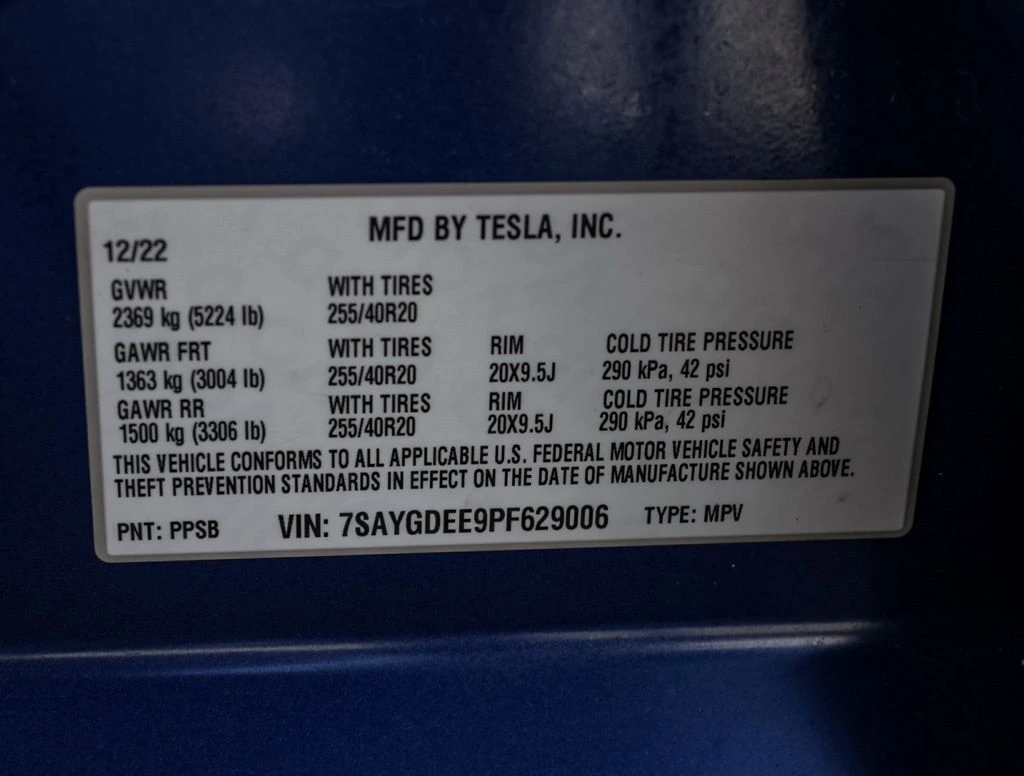 MFD BY TESLA, INC.
12/22
GVWR WITH TIRES
2369 kg (5224 lb) 255/40R20
GAWR FRT WITH TIRES RIM COLD TIRE PRESSURE
1363 kg (3004 lb) 255/40R20 20X9.5J 290 kPa, 42 psi
GAWR RR WITH TIRES RIM COLD TIRE PRESSURE
1500 kg (3306 lb) 255/40R20 20X9.5J 290 kPa, 42 psi
THIS VEHICLE CONFORMS TO ALL APPLICABLE U.S. FEDERAL MOTOR VEHICLE SAFETY AND
THEFT PREVENTION STANDARDS IN EFFECT ON THE DATE OF MANUFACTURE SHOWN ABOVE.
PNT: PPSB VIN: 7SAYGDEE9PF629006 TYPE: MPV